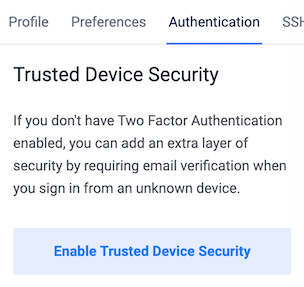 Profile Preferences Authentication SSH
Trusted Device Security
If you don't have Two Factor Authentication
enabled, you can add an extra layer of
security by requiring email verification when
you sign in from an unknown device.
Enable Trusted Device Security